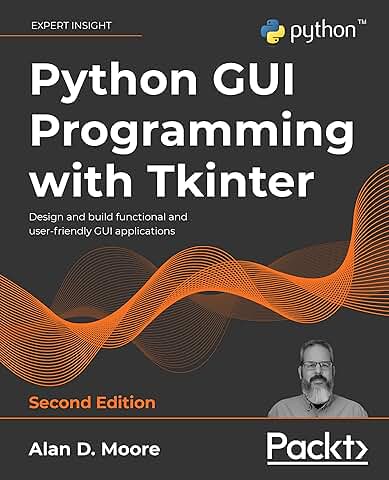 EXPERT INSIGHT
python™
Python GUI
Programming
with Tkinter
Design and build functional and
user-friendly GUI applications
Second Edition
Alan D. Moore
Packt>